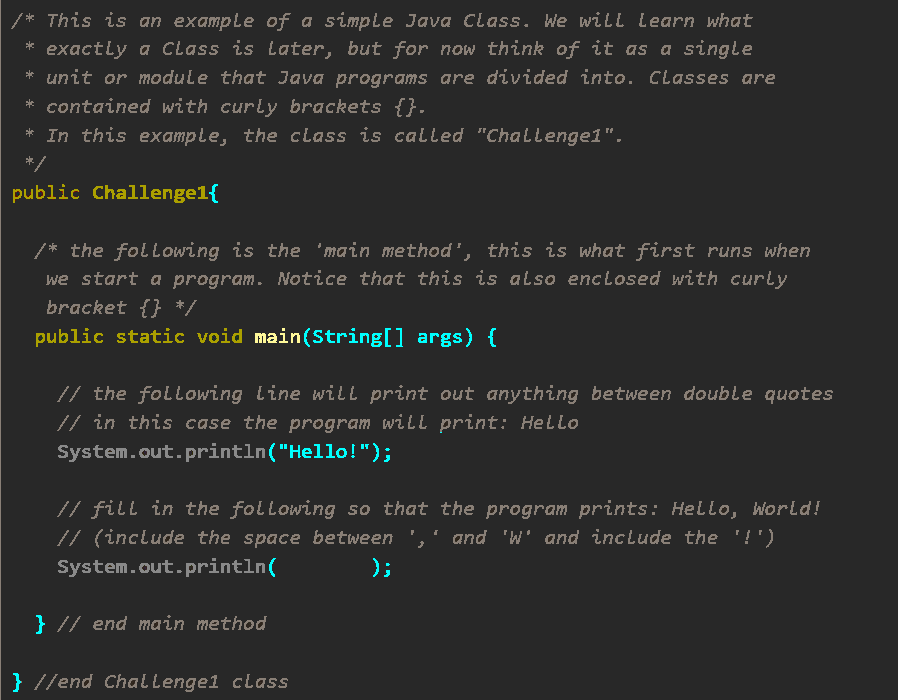 /* This is an example of a simple Java Class. We will learn what
* exactly a Class is later, but for now think of it as a single
* unit or module that Java programs are divided into. Classes are
* contained with curly brackets {}.
* In this example, the class is called "Challenge1".
*/
public Challenge1{
/* the following is the 'main method', this is what first runs when
we start a program. Notice that this is also enclosed with curly
bracket {} */
public static void main(String[] args) {
// the following line will print out anything between double quotes
// in this case the program will print: Hello
System.out.println("Hello!");
// fill in the following so that the program prints: Hello, World!
// (include the space between ',' and 'W' and include the '!')
System.out.println(        );
} // end main method
} //end Challenge1 class